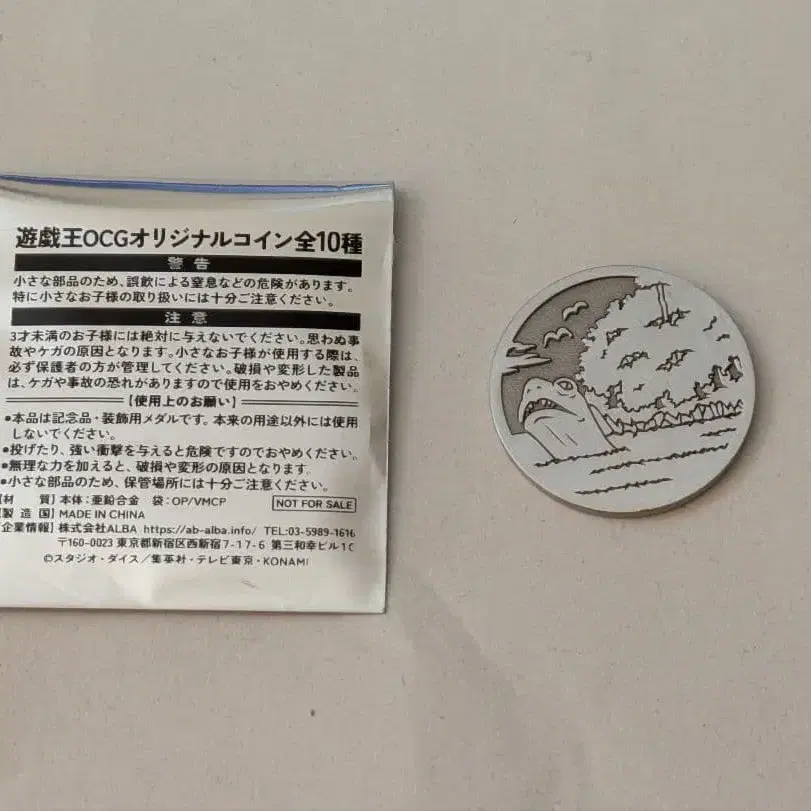 遊戯王OCGオリジナルコイン全10種
警告
小さな部品のため、誤飲による窒息などの危険があります。
特に小さなお子様の取り扱いには十分ご注意ください。
注意
3才未満のお子様には絶対に与えないでください。思わぬ事
故やケガの原因となります。小さなお子様が使用する際は、
必ず保護者の方が管理してください。破損や変形した製品
は、ケガや事故の恐れがありますので使用をおやめください。
【使用上のお願い】
●本品は記念品・装飾用メダルです。本来の用途以外には使用
しないでください。
●投げたり、強い衝撃を与えると危険ですのでおやめください。
●無理な力を加えると、破損や変形の原因となります。
●小さな部品のため、保管場所には十分ご注意ください。
【材 質】本体:亜鉛合金 袋:OP/VMCP NOT FOR SALE
【製造国】MADE IN CHINA
【企業情報】株式会社ALBA https://ab-alba.info/ TEL:03-5989-1616
〒160-0023 東京都新宿区西新宿7-17-6 第三和幸ビル1C
©スタジオ・ダイス/集英社・テレビ東京・KONAMI